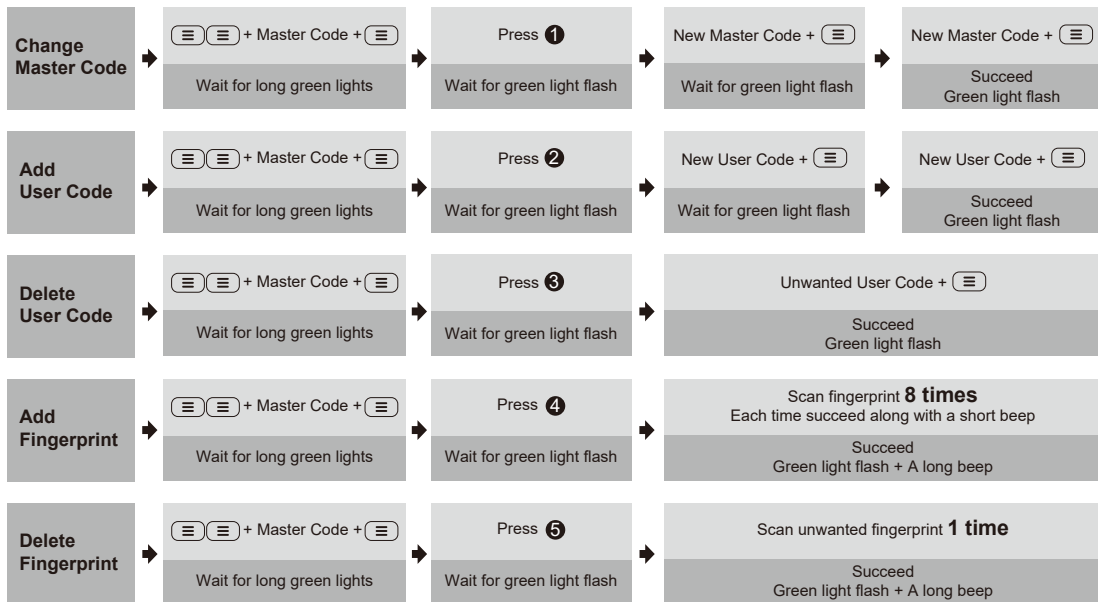 Change
Master Code
☰ ☰ + Master Code + ☰
Wait for long green lights
Press ❶
Wait for green light flash
New Master Code + ☰
Wait for green light flash
New Master Code + ☰
Succeed
Green light flash
Add
User Code
☰ ☰ + Master Code + ☰
Wait for long green lights
Press ❷
Wait for green light flash
New User Code + ☰
Wait for green light flash
New User Code + ☰
Succeed
Green light flash
Delete
User Code
☰ ☰ + Master Code + ☰
Wait for long green lights
Press ❸
Wait for green light flash
Unwanted User Code + ☰
Succeed
Green light flash
Add
Fingerprint
☰ ☰ + Master Code + ☰
Wait for long green lights
Press ❹
Wait for green light flash
Scan fingerprint 8 times
Each time succeed along with a short beep
Succeed
Green light flash + A long beep
Delete
Fingerprint
☰ ☰ + Master Code + ☰
Wait for long green lights
Press ❺
Wait for green light flash
Scan unwanted fingerprint 1 time
Succeed
Green light flash + A long beep